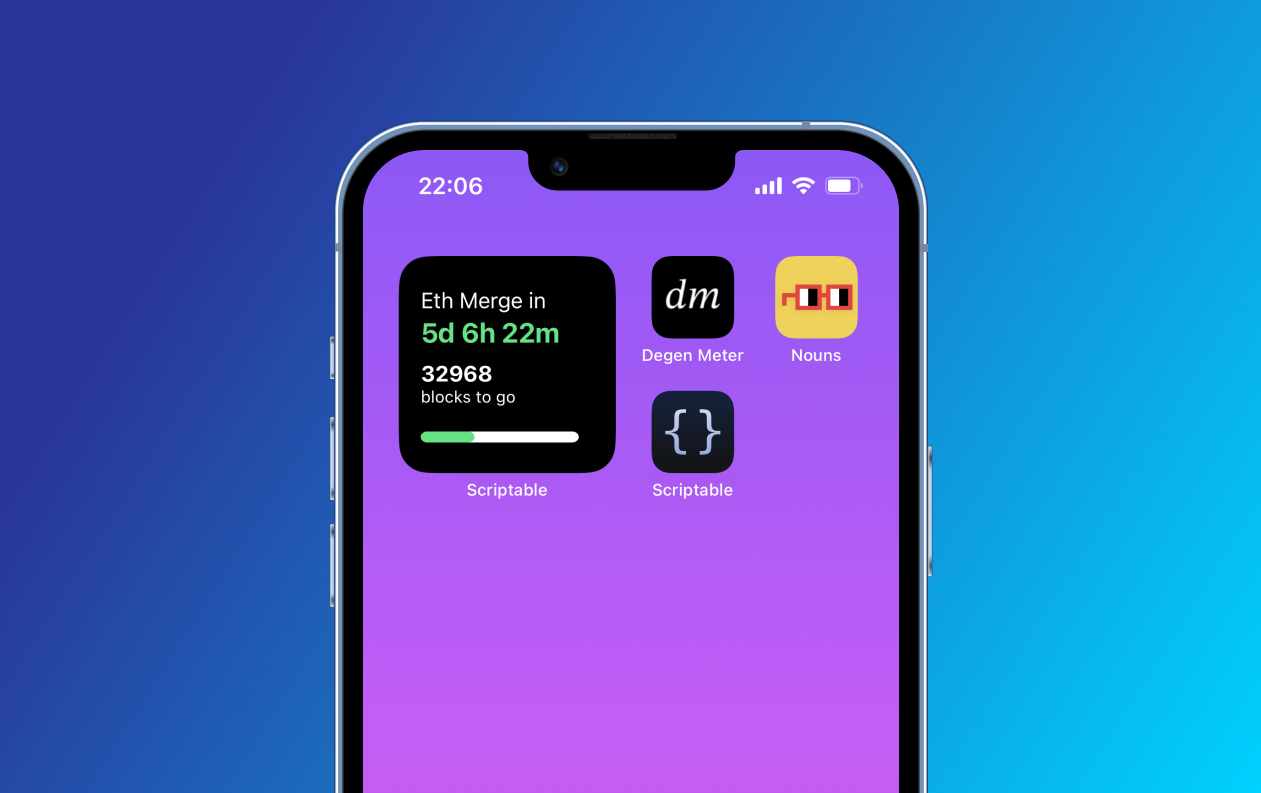 22:06
Eth Merge in
5d 6h 22m
32968
blocks to go
Scriptable
dm
Degen Meter
Nouns
{}
Scriptable